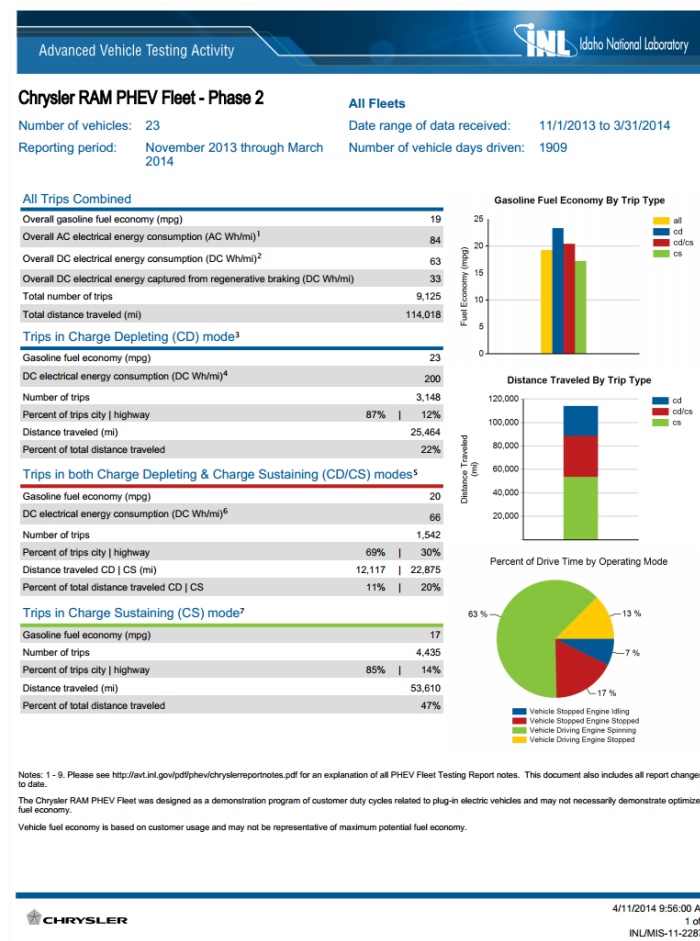 Advanced Vehicle Testing Activity
INL Idaho National Laboratory
Chrysler RAM PHEV Fleet - Phase 2
All Fleets
Number of vehicles: 23
Date range of data received: 11/1/2013 to 3/31/2014
Reporting period: November 2013 through March
2014
Number of vehicle days driven: 1909
All Trips Combined
Overall gasoline fuel economy (mpg) 19
Overall AC electrical energy consumption (AC Wh/mi)¹ 84
Overall DC electrical energy consumption (DC Wh/mi)² 63
Overall DC electrical energy captured from regenerative braking (DC Wh/mi) 33
Total number of trips 9,125
Total distance traveled (mi) 114,018
Trips in Charge Depleting (CD) mode³
Gasoline fuel economy (mpg) 23
DC electrical energy consumption (DC Wh/mi)⁴ 200
Number of trips 3,148
Percent of trips city | highway 87% | 12%
Distance traveled (mi) 25,464
Percent of total distance traveled 22%
Trips in both Charge Depleting & Charge Sustaining (CD/CS) modes⁵
Gasoline fuel economy (mpg) 20
DC electrical energy consumption (DC Wh/mi)⁶ 66
Number of trips 1,542
Percent of trips city | highway 69% | 30%
Distance traveled CD | CS (mi) 12,117 | 22,875
Percent of total distance traveled CD | CS 11% | 20%
Trips in Charge Sustaining (CS) mode⁷
Gasoline fuel economy (mpg) 17
Number of trips 4,435
Percent of trips city | highway 85% | 14%
Distance traveled (mi) 53,610
Percent of total distance traveled 47%
Gasoline Fuel Economy By Trip Type
Fuel Economy (mpg)
25
20
15
10
5
0
all
cd
cd/cs
cs
Distance Traveled By Trip Type
Distance Traveled
(mi)
120,000
100,000
80,000
60,000
40,000
20,000
cd
cd/cs
cs
Percent of Drive Time by Operating Mode
63 %
13 %
7 %
17 %
Vehicle Stopped Engine Idling
Vehicle Stopped Engine Stopped
Vehicle Driving Engine Spinning
Vehicle Driving Engine Stopped
Notes: 1 - 9. Please see http://avt.inl.gov/pdf/phev/chryslerreportnotes.pdf for an explanation of all PHEV Fleet Testing Report notes. This document also includes all report changes
to date.
The Chrysler RAM PHEV Fleet was designed as a demonstration program of customer duty cycles related to plug-in electric vehicles and may not necessarily demonstrate optimize
fuel economy.
Vehicle fuel economy is based on customer usage and may not be representative of maximum potential fuel economy.
CHRYSLER
4/11/2014 9:56:00 A
1 of
INL/MIS-11-228